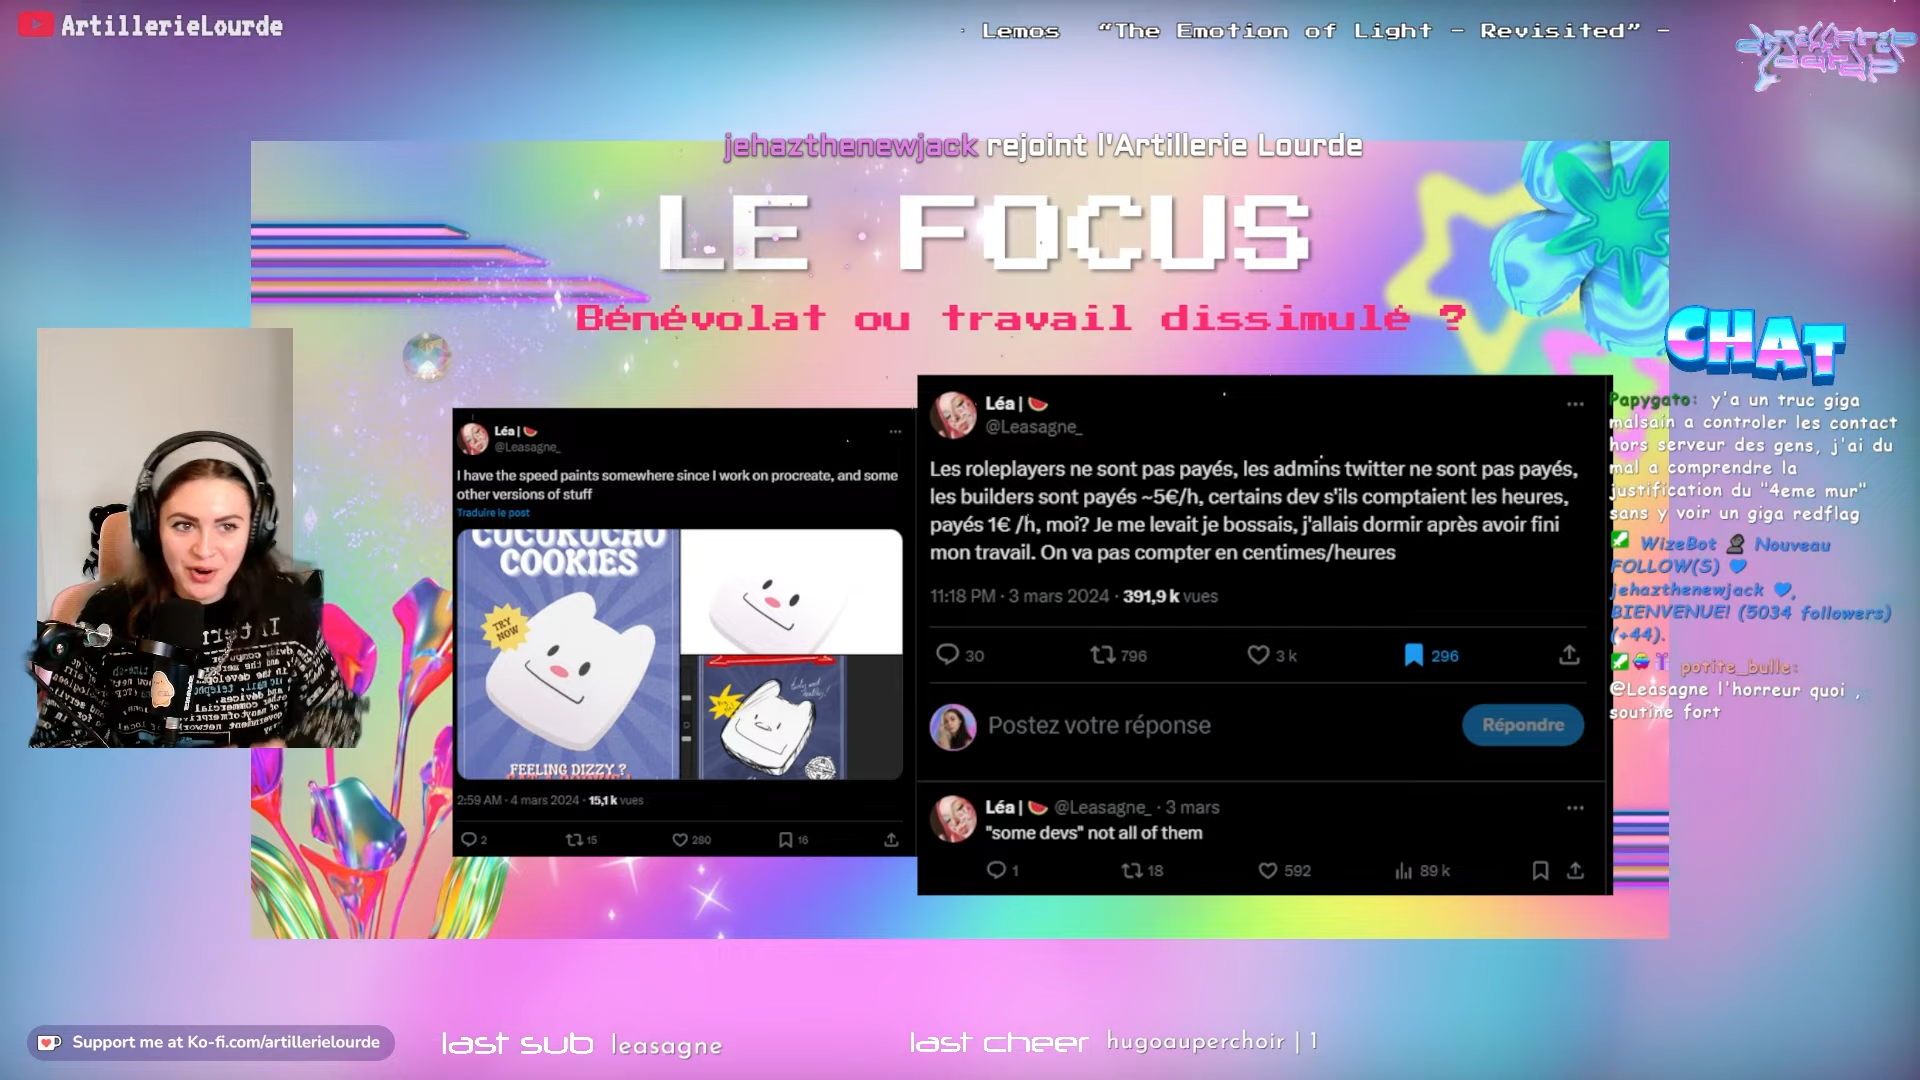 ArtillerieLourde
Lemos “The Emotion of Light - Revisited” -
jehazthenewjack rejoint l'Artillerie Lourde
LE FOCUS
Bénévolat ou travail dissimulé ?
Léa |
@Leasagne_
I have the speed paints somewhere since I work on procreate, and some
other versions of stuff
Traduire le post
CUCURUCHO
COOKIES
TRY
NOW
FEELING DIZZY ?
2:59 AM · 4 mars 2024 · 15,1 k vues
2 15 280 16
Léa |
@Leasagne_
Les roleplayers ne sont pas payés, les admins twitter ne sont pas payés,
les builders sont payés ~5€/h, certains dev s'ils comptaient les heures,
payés 1€ /h, moi? Je me levait je bossais, j'allais dormir après avoir fini
mon travail. On va pas compter en centimes/heures
11:18 PM · 3 mars 2024 · 391,9 k vues
30 796 3 k 296
Postez votre réponse
Répondre
Léa | @Leasagne_ · 3 mars
"some devs" not all of them
1 18 592 89 k
CHAT
Papygato: y'a un truc giga
malsain a controler les contact
hors serveur des gens, j'ai du
mal a comprendre la
justification du "4eme mur"
sans y voir un giga redflag
WizeBot Nouveau
FOLLOW(S)
jehazthenewjack ,
BIENVENUE! (5034 followers)
(+44).
potite_bulle:
@Leasagne l'horreur quoi ,
soutine fort
Support me at Ko-fi.com/artillerielourde
last sub leasagne
last cheer hugoauperchoir | 1